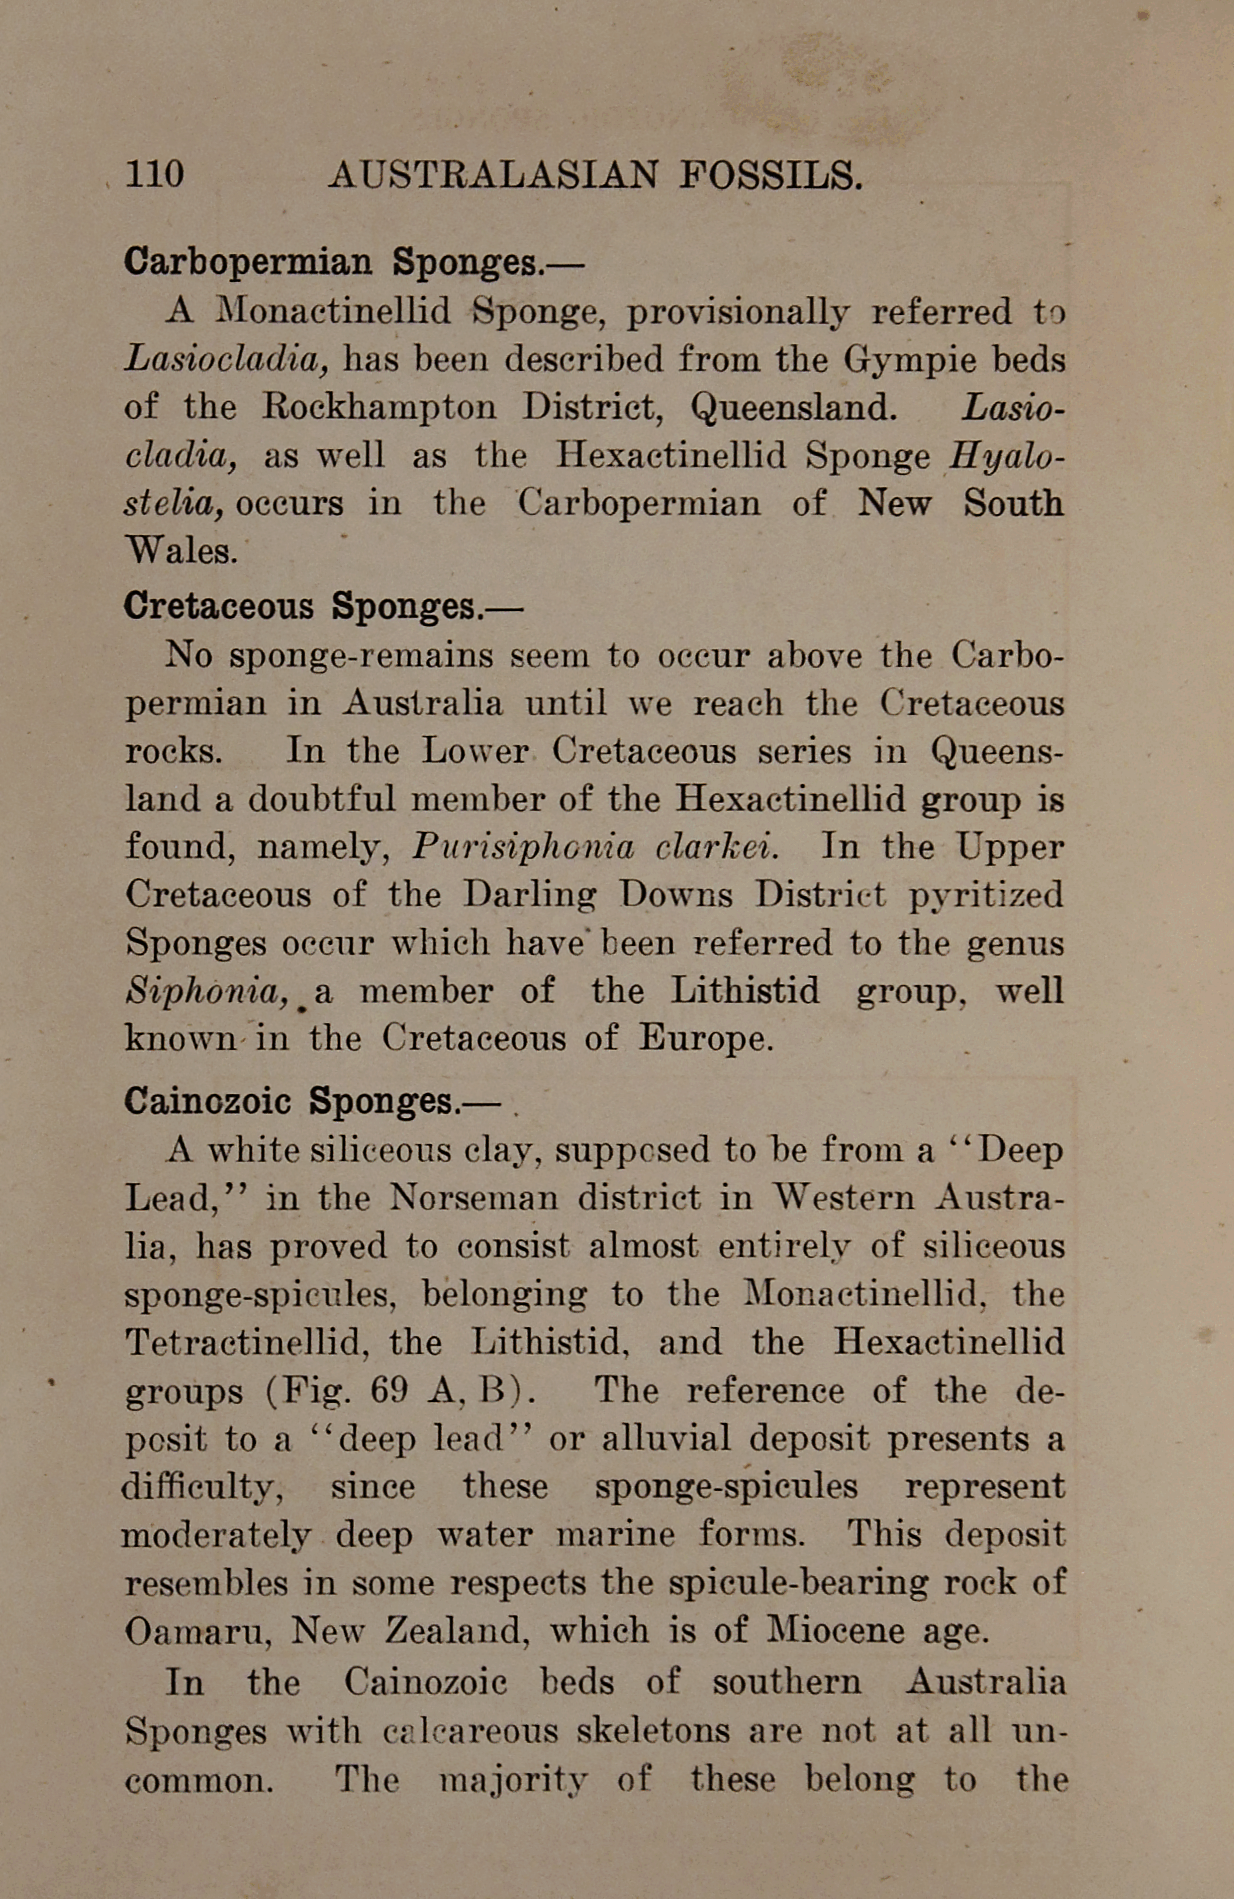 110 AUSTRALASIAN FOSSILS.
Carbopermian Sponges.—
A Monactinellid Sponge, provisionally referred to
Lasiocladia, has been described from the Gympie beds
of the Rockhampton District, Queensland. Lasio-
cladia, as well as the Hexactinellid Sponge Hyalo-
stelia, occurs in the Carbopermian of New South
Wales.
Cretaceous Sponges.—
No sponge-remains seem to occur above the Carbo-
permian in Australia until we reach the Cretaceous
rocks. In the Lower Cretaceous series in Queens-
land a doubtful member of the Hexactinellid group is
found, namely, Purisiphonia clarkei. In the Upper
Cretaceous of the Darling Downs District pyritized
Sponges occur which have been referred to the genus
Siphonia, a member of the Lithistid group, well
known in the Cretaceous of Europe.
Cainozoic Sponges.—
A white siliceous clay, supposed to be from a "Deep
Lead," in the Norseman district in Western Austra-
lia, has proved to consist almost entirely of siliceous
sponge-spicules, belonging to the Monactinellid, the
Tetractinellid, the Lithistid, and the Hexactinellid
groups (Fig. 69 A, B). The reference of the de-
posit to a "deep lead" or alluvial deposit presents a
difficulty, since these sponge-spicules represent
moderately deep water marine forms. This deposit
resembles in some respects the spicule-bearing rock of
Oamaru, New Zealand, which is of Miocene age.
In the Cainozoic beds of southern Australia
Sponges with calcareous skeletons are not at all un-
common. The majority of these belong to the